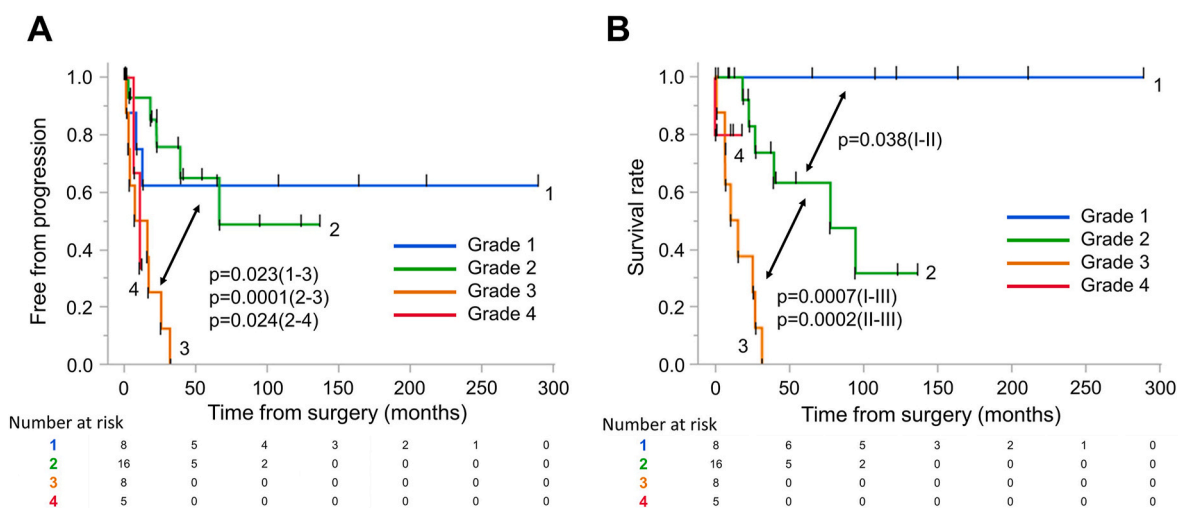 A
Free from progression
1.0
0.8
0.6
0.4
0.2
0.0
0 50 100 150 200 250 300
Time from surgery (months)
1
2
3
4
Grade 1
Grade 2
Grade 3
Grade 4
p=0.023(1-3)
p=0.0001(2-3)
p=0.024(2-4)
Number at risk
1 8 5 4 3 2 1 0
2 16 5 2 0 0 0 0
3 8 0 0 0 0 0 0
4 5 0 0 0 0 0 0
B
Survival rate
1.0
0.8
0.6
0.4
0.2
0.0
0 50 100 150 200 250 300
Time from surgery (months)
1
2
3
4
p=0.038(I-II)
Grade 1
Grade 2
Grade 3
Grade 4
p=0.0007(I-III)
p=0.0002(II-III)
Number at risk
1 8 6 5 3 2 1 0
2 16 5 2 0 0 0 0
3 8 0 0 0 0 0 0
4 5 0 0 0 0 0 0